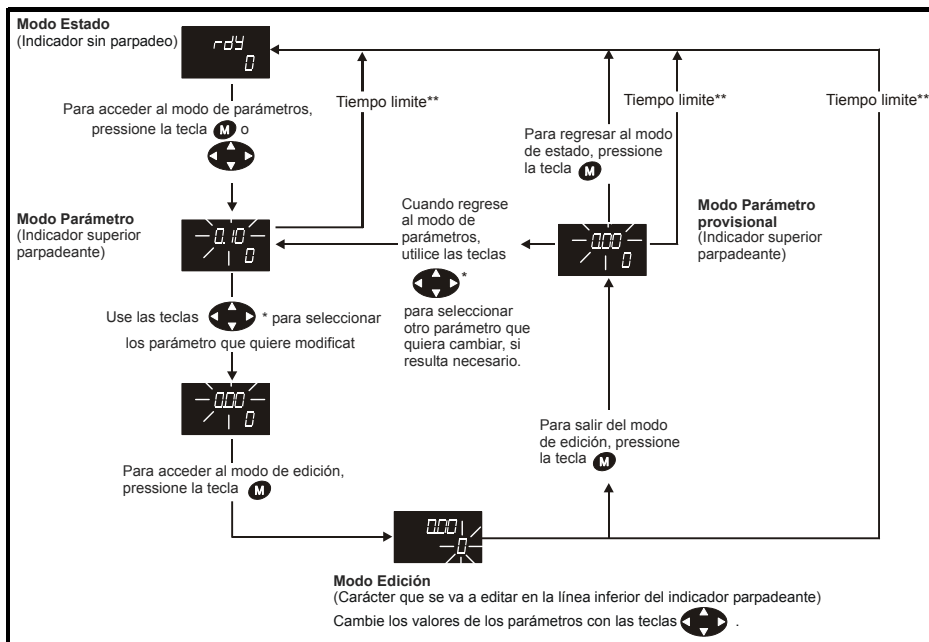 Modo Estado
(Indicador sin parpadeo)
rdy
0
Para acceder al modo de parámetros,
pressione la tecla M o
Tiempo limite**
Tiempo limite**
Tiempo limite**
Para regresar al modo
de estado, pressione
la tecla M
Modo Parámetro
(Indicador superior
parpadeante)
0.10
0
Cuando regrese
al modo de
parámetros,
utilice las teclas
*
para seleccionar
otro parámetro que
quiera cambiar, si
resulta necesario.
0.00
0
Modo Parámetro
provisional
(Indicador superior
parpadeante)
Use las teclas * para seleccionar
los parámetro que quiere modificat
0.00
0
Para salir del modo
de edición, pressione
la tecla M
Para acceder al modo de edición,
pressione la tecla M
0.00
0
Modo Edición
(Carácter que se va a editar en la línea inferior del indicador parpadeante)
Cambie los valores de los parámetros con las teclas .